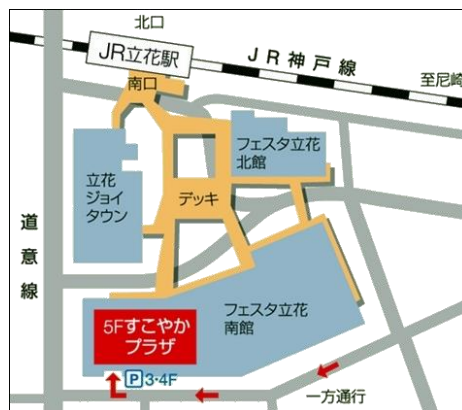 北口
JR立花駅
JR神戸線
南口
至尼崎
フェスタ立花
北館
立花
ジョイ
タウン
デッキ
道意線
フェスタ立花
南館
5Fすこやか
プラザ
P3・4F
一方通行